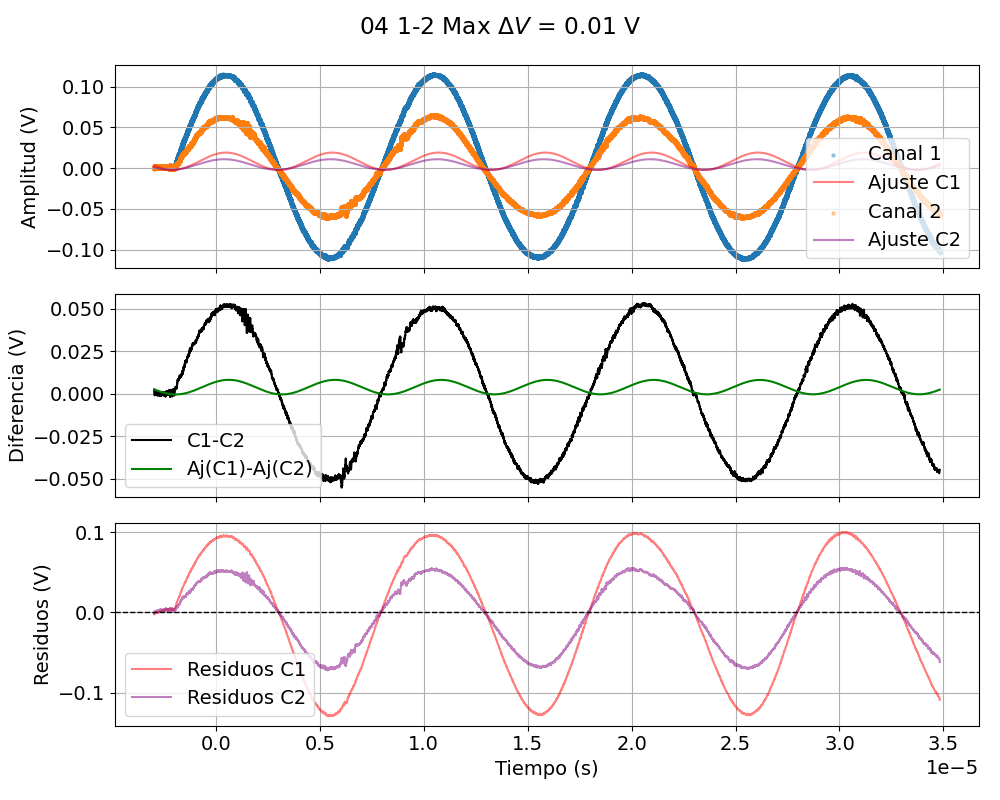 04 1-2 Max ΔV = 0.01 V
Amplitud (V)
0.10
0.05
0.00
−0.05
−0.10
Canal 1
Ajuste C1
Canal 2
Ajuste C2
Diferencia (V)
0.050
0.025
0.000
−0.025
−0.050
C1-C2
Aj(C1)-Aj(C2)
Residuos (V)
0.1
0.0
−0.1
Residuos C1
Residuos C2
0.0 0.5 1.0 1.5 2.0 2.5 3.0 3.5
Tiempo (s)
1e−5